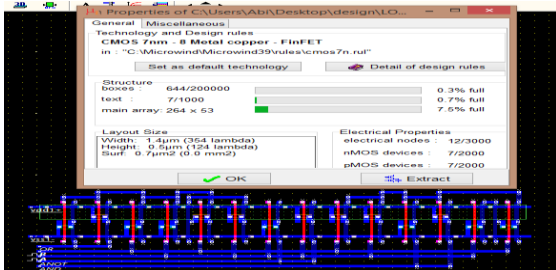 Properties of C:\Users\Abi\Desktop\design\LO...
General Miscellaneous
Technology and Design rules
CMOS 7nm - 8 Metal copper - FinFET
in : "C:\Microwind\Microwind39\rules\cmos7n.rul"
Set as default technology Detail of design rules
Structure
boxes : 644/200000 0.3% full
text : 7/1000 0.7% full
main array: 264 x 53 7.5% full
Layout Size
Width: 1.4µm (354 lambda)
Height: 0.5µm (124 lambda)
Surf: 0.7µm2 (0.0 mm2)
Electrical Properties
electrical nodes : 12/3000
nMOS devices : 7/2000
pMOS devices : 7/2000
OK Extract